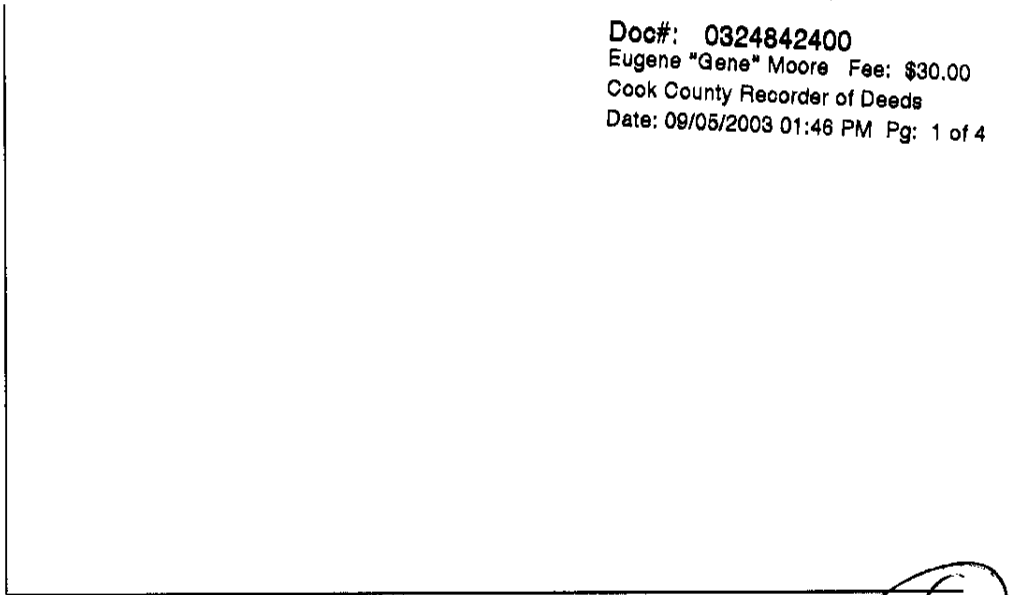 Doc#: 0324842400
Eugene "Gene" Moore Fee: $30.00
Cook County Recorder of Deeds
Date: 09/05/2003 01:46 PM Pg: 1 of 4